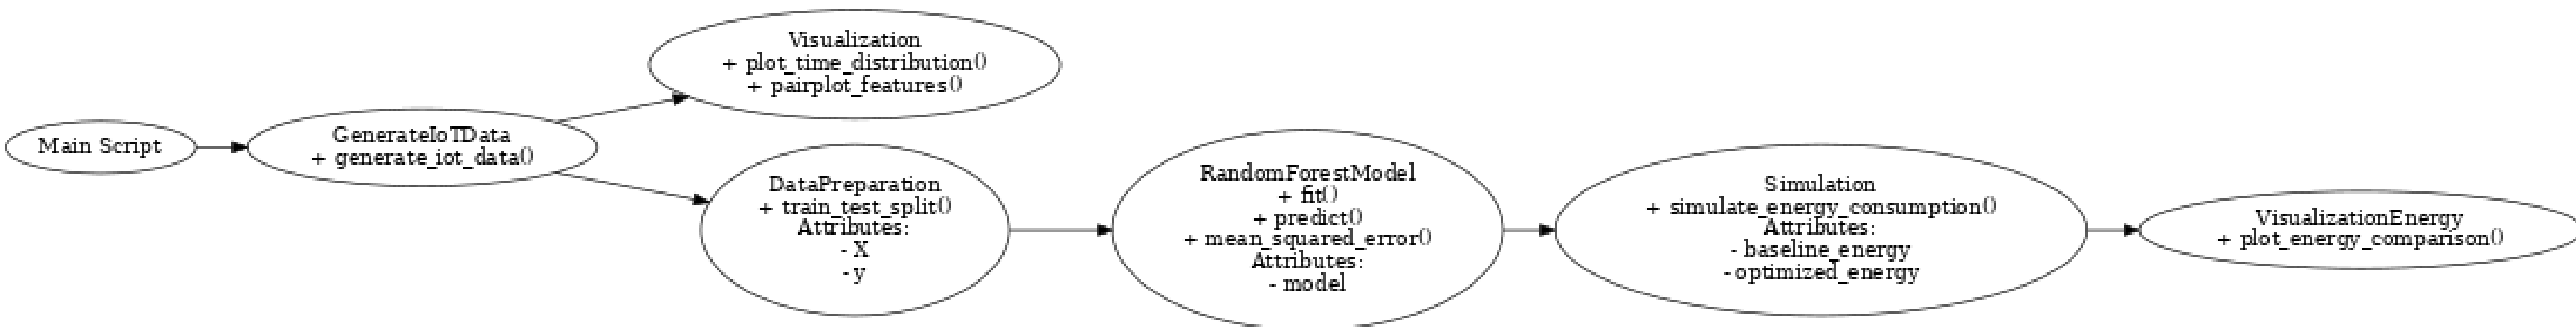 Main Script
GenerateIoTData
+ generate_iot_data()
Visualization
+ plot_time_distribution()
+ pairplot_features()
DataPreparation
+ train_test_split()
Attributes:
- X
- y
RandomForestModel
+ fit()
+ predict()
+ mean_squared_error()
Attributes:
- model
Simulation
+ simulate_energy_consumption()
Attributes:
- baseline_energy
- optimized_energy
VisualizationEnergy
+ plot_energy_comparison()